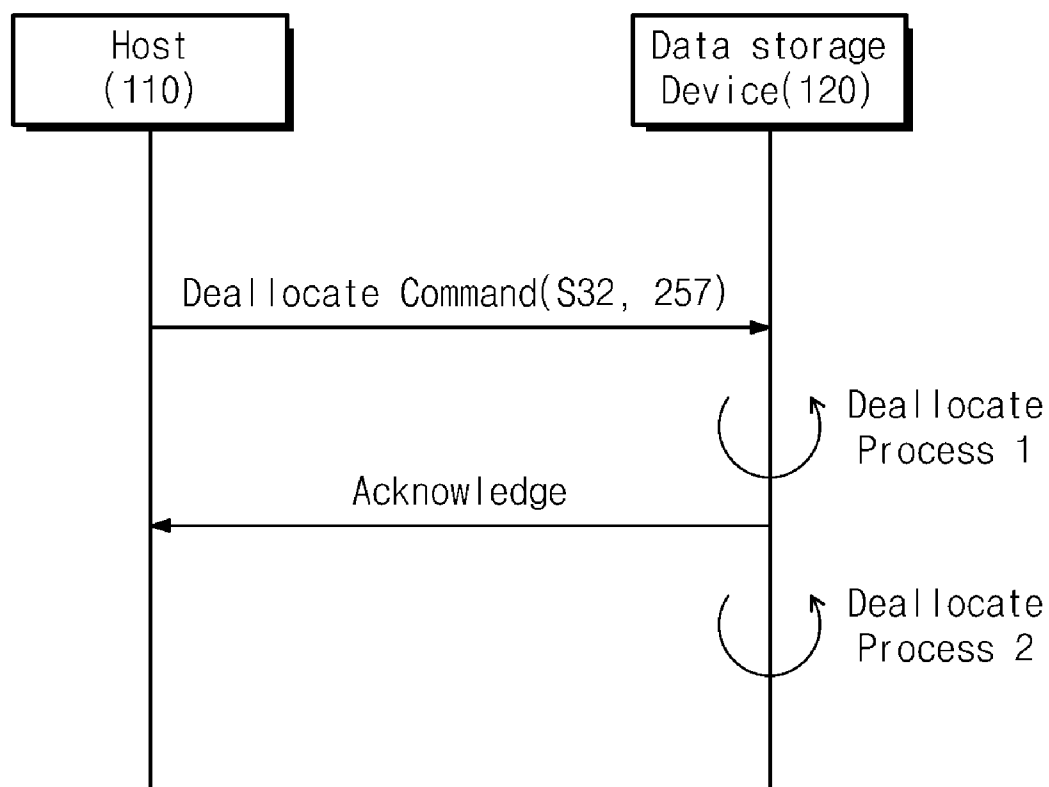 Host
(110)
Data storage
Device(120)
Deallocate Command(S32, 257)
Deallocate
Process 1
Acknowledge
Deallocate
Process 2